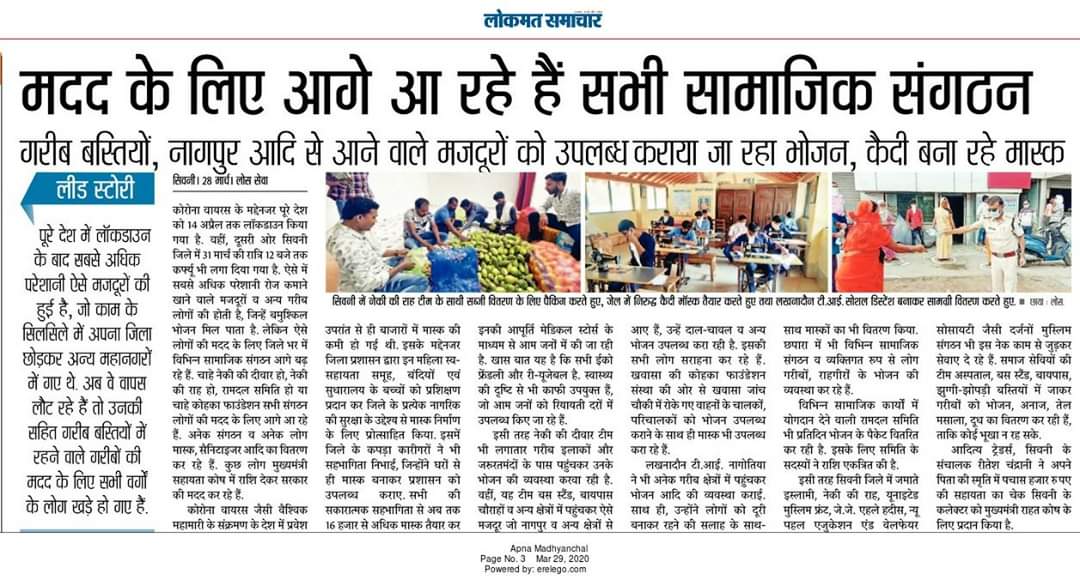 लोकमत समाचार
मदद के लिए आगे आ रहे हैं सभी सामाजिक संगठन
गरीब बस्तियों, नागपुर आदि से आने वाले मजदूरों को उपलब्ध कराया जा रहा भोजन, कैदी बना रहे मास्क
लीड स्टोरी
पूरे देश में लॉकडाउन
के बाद सबसे अधिक
परेशानी ऐसे मजदूरों की
हुई है, जो काम के
सिलसिले में अपना जिला
छोड़कर अन्य महानगरों
में गए थे. अब वे वापस
लौट रहे हैं तो उनकी
सहित गरीब बस्तियों में
रहने वाले गरीबों की
मदद के लिए सभी वर्गों
के लोग खड़े हो गए हैं.
सिवनी। 28 मार्च। लोस सेवा
कोरोना वायरस के मद्देनजर पूरे देश
को 14 अप्रैल तक लॉकडाउन किया
गया है. वहीं, दूसरी ओर सिवनी
जिले में 31 मार्च की रात्रि 12 बजे तक
कर्फ्यू भी लगा दिया गया है. ऐसे में
सबसे अधिक परेशानी रोज कमाने
खाने वाले मजदूरों व अन्य गरीब
लोगों की होती है, जिन्हें बमुश्किल
भोजन मिल पाता है. लेकिन ऐसे
लोगों की मदद के लिए जिले भर में
विभिन्न सामाजिक संगठन आगे बढ़
रहे हैं. चाहे नेकी की दीवार हो, नेकी
की राह हो, रामदल समिति हो या
चाहे कोहका फाउंडेशन सभी संगठन
लोगों की मदद के लिए आगे आ रहे
हैं. अनेक संगठन व अनेक लोग
मास्क, सैनिटाइजर आदि का वितरण
कर रहे हैं. कुछ लोग मुख्यमंत्री
सहायता कोष में राशि देकर सरकार
की मदद कर रहे हैं.
कोरोना वायरस जैसी वैश्विक
महामारी के संक्रमण के देश में प्रवेश
सिवनी में नेकी की राह टीम के साथी सब्जी वितरण के लिए पैकिंग करते हुए, जेल में निरुद्ध कैदी मॉस्क तैयार करते हुए तथा लखनादौन टी.आई. सोशल डिस्टेंश बनाकर सामग्री वितरण करते हुए. ■ छाया : लोस.
उपरांत से ही बाजारों में मास्क की
कमी हो गई थी. इसके मद्देनजर
जिला प्रशासन द्वारा इन महिला स्व-
सहायता समूह, बंदियों एवं
सुधारालय के बच्चों को प्रशिक्षण
प्रदान कर जिले के प्रत्येक नागरिक
की सुरक्षा के उद्देश्य से मास्क निर्माण
के लिए प्रोत्साहित किया. इसमें
जिले के कपड़ा कारीगरों ने भी
सहभागिता निभाई, जिन्होंने घरों से
ही मास्क बनाकर प्रशासन को
उपलब्ध कराए. सभी की
सकारात्मक सहभागिता से अब तक
16 हजार से अधिक मास्क तैयार कर
इनकी आपूर्ति मेडिकल स्टोर्स के
माध्यम से आम जनों में की जा रही
है. खास बात यह है कि सभी ईको
फ्रेंडली और री-यूजेबल है. स्वास्थ्य
की दृष्टि से भी काफी उपयुक्त हैं,
जो आम जनों को रियायती दरों में
उपलब्ध किए जा रहे हैं.
इसी तरह नेकी की दीवार टीम
भी लगातार गरीब इलाकों और
जरूरतमंदों के पास पहुंचकर उनके
भोजन की व्यवस्था करवा रही है.
वहीं, यह टीम बस स्टैंड, बायपास
चौराहों व अन्य क्षेत्रों में पहुंचकर ऐसे
मजदूर जो नागपुर व अन्य क्षेत्रों से
आए हैं, उन्हें दाल-चावल व अन्य
भोजन उपलब्ध करा रही है. इसकी
सभी लोग सराहना कर रहे हैं.
खवासा की कोहका फाउंडेशन
संस्था की ओर से खवासा जांच
चौकी में रोके गए वाहनों के चालकों,
परिचालकों को भोजन उपलब्ध
कराने के साथ ही मास्क भी उपलब्ध
करा रहे हैं.
लखनादौन टी.आई. नागोतिया
ने भी अनेक गरीब क्षेत्रों में पहुंचकर
भोजन आदि की व्यवस्था कराई.
साथ ही, उन्होंने लोगों को दूरी
बनाकर रहने की सलाह के साथ-
साथ मास्कों का भी वितरण किया.
छपारा में भी विभिन्न सामाजिक
संगठन व व्यक्तिगत रूप से लोग
गरीबों, राहगीरों के भोजन की
व्यवस्था कर रहे हैं.
विभिन्न सामाजिक कार्यों में
योगदान देने वाली रामदल समिति
भी प्रतिदिन भोजन के पैकेट वितरित
कर रही है. इसके लिए समिति के
सदस्यों ने राशि एकत्रित की है.
इसी तरह सिवनी जिले में जमाते
इस्लामी, नेकी की राह, यूनाइटेड
मुस्लिम फ्रंट, जे.जे. एहले हदीस, न्यू
पहल एजुकेशन एंड वेलफेयर
सोसायटी जैसी दर्जनों मुस्लिम
संगठन भी इस नेक काम से जुड़कर
सेवाए दे रहे हैं. समाज सेवियों की
टीम अस्पताल, बस स्टैंड, बायपास,
झुग्गी-झोपड़ी बस्तियों में जाकर
गरीबों को भोजन, अनाज, तेल
मसाला, दूध का वितरण कर रही हैं,
ताकि कोई भूखा न रह सके.
आदित्य ट्रेडर्स, सिवनी के
संचालक रीतेश चंद्रानी ने अपने
पिता की स्मृति में पचास हजार रुपए
की सहायता का चेक सिवनी के
कलेक्टर को मुख्यमंत्री राहत कोष के
लिए प्रदान किया है.
Apna Madhyanchal
Page No. 3 Mar 29, 2020
Powered by: erelego.com